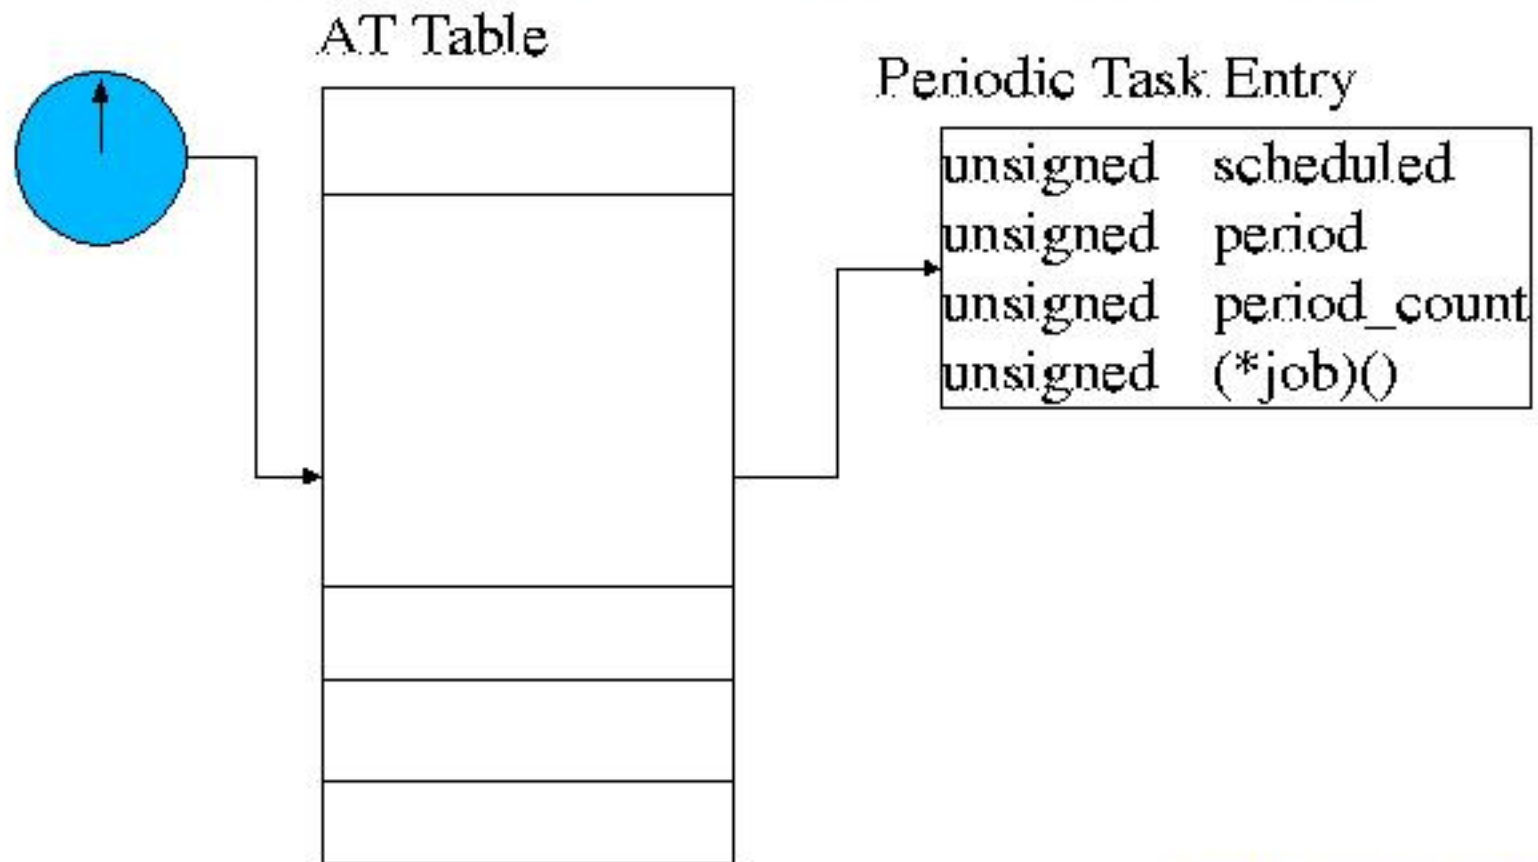 AT Table
Periodic Task Entry
unsigned scheduled
unsigned period
unsigned period_count
unsigned (*job)()